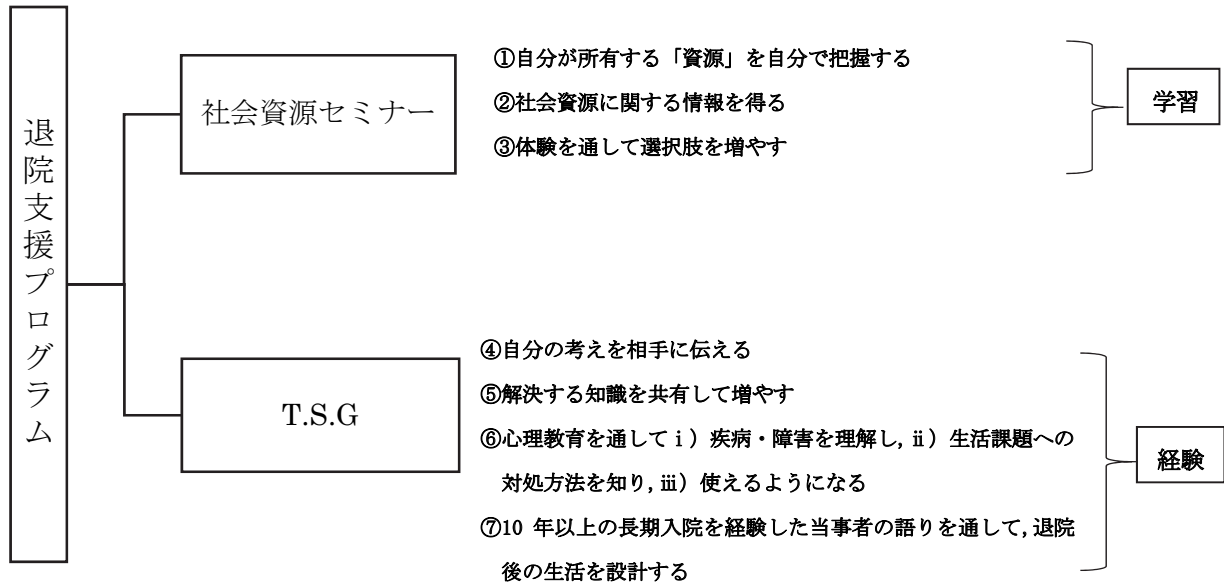 退院支援プログラム
社会資源セミナー
①自分が所有する「資源」を自分で把握する
②社会資源に関する情報を得る
③体験を通して選択肢を増やす
学習
T.S.G
④自分の考えを相手に伝える
⑤解決する知識を共有して増やす
⑥心理教育を通してⅰ）疾病・障害を理解し,ⅱ）生活課題への
対処方法を知り,ⅲ）使えるようになる
⑦10 年以上の長期入院を経験した当事者の語りを通して,退院
後の生活を設計する
経験